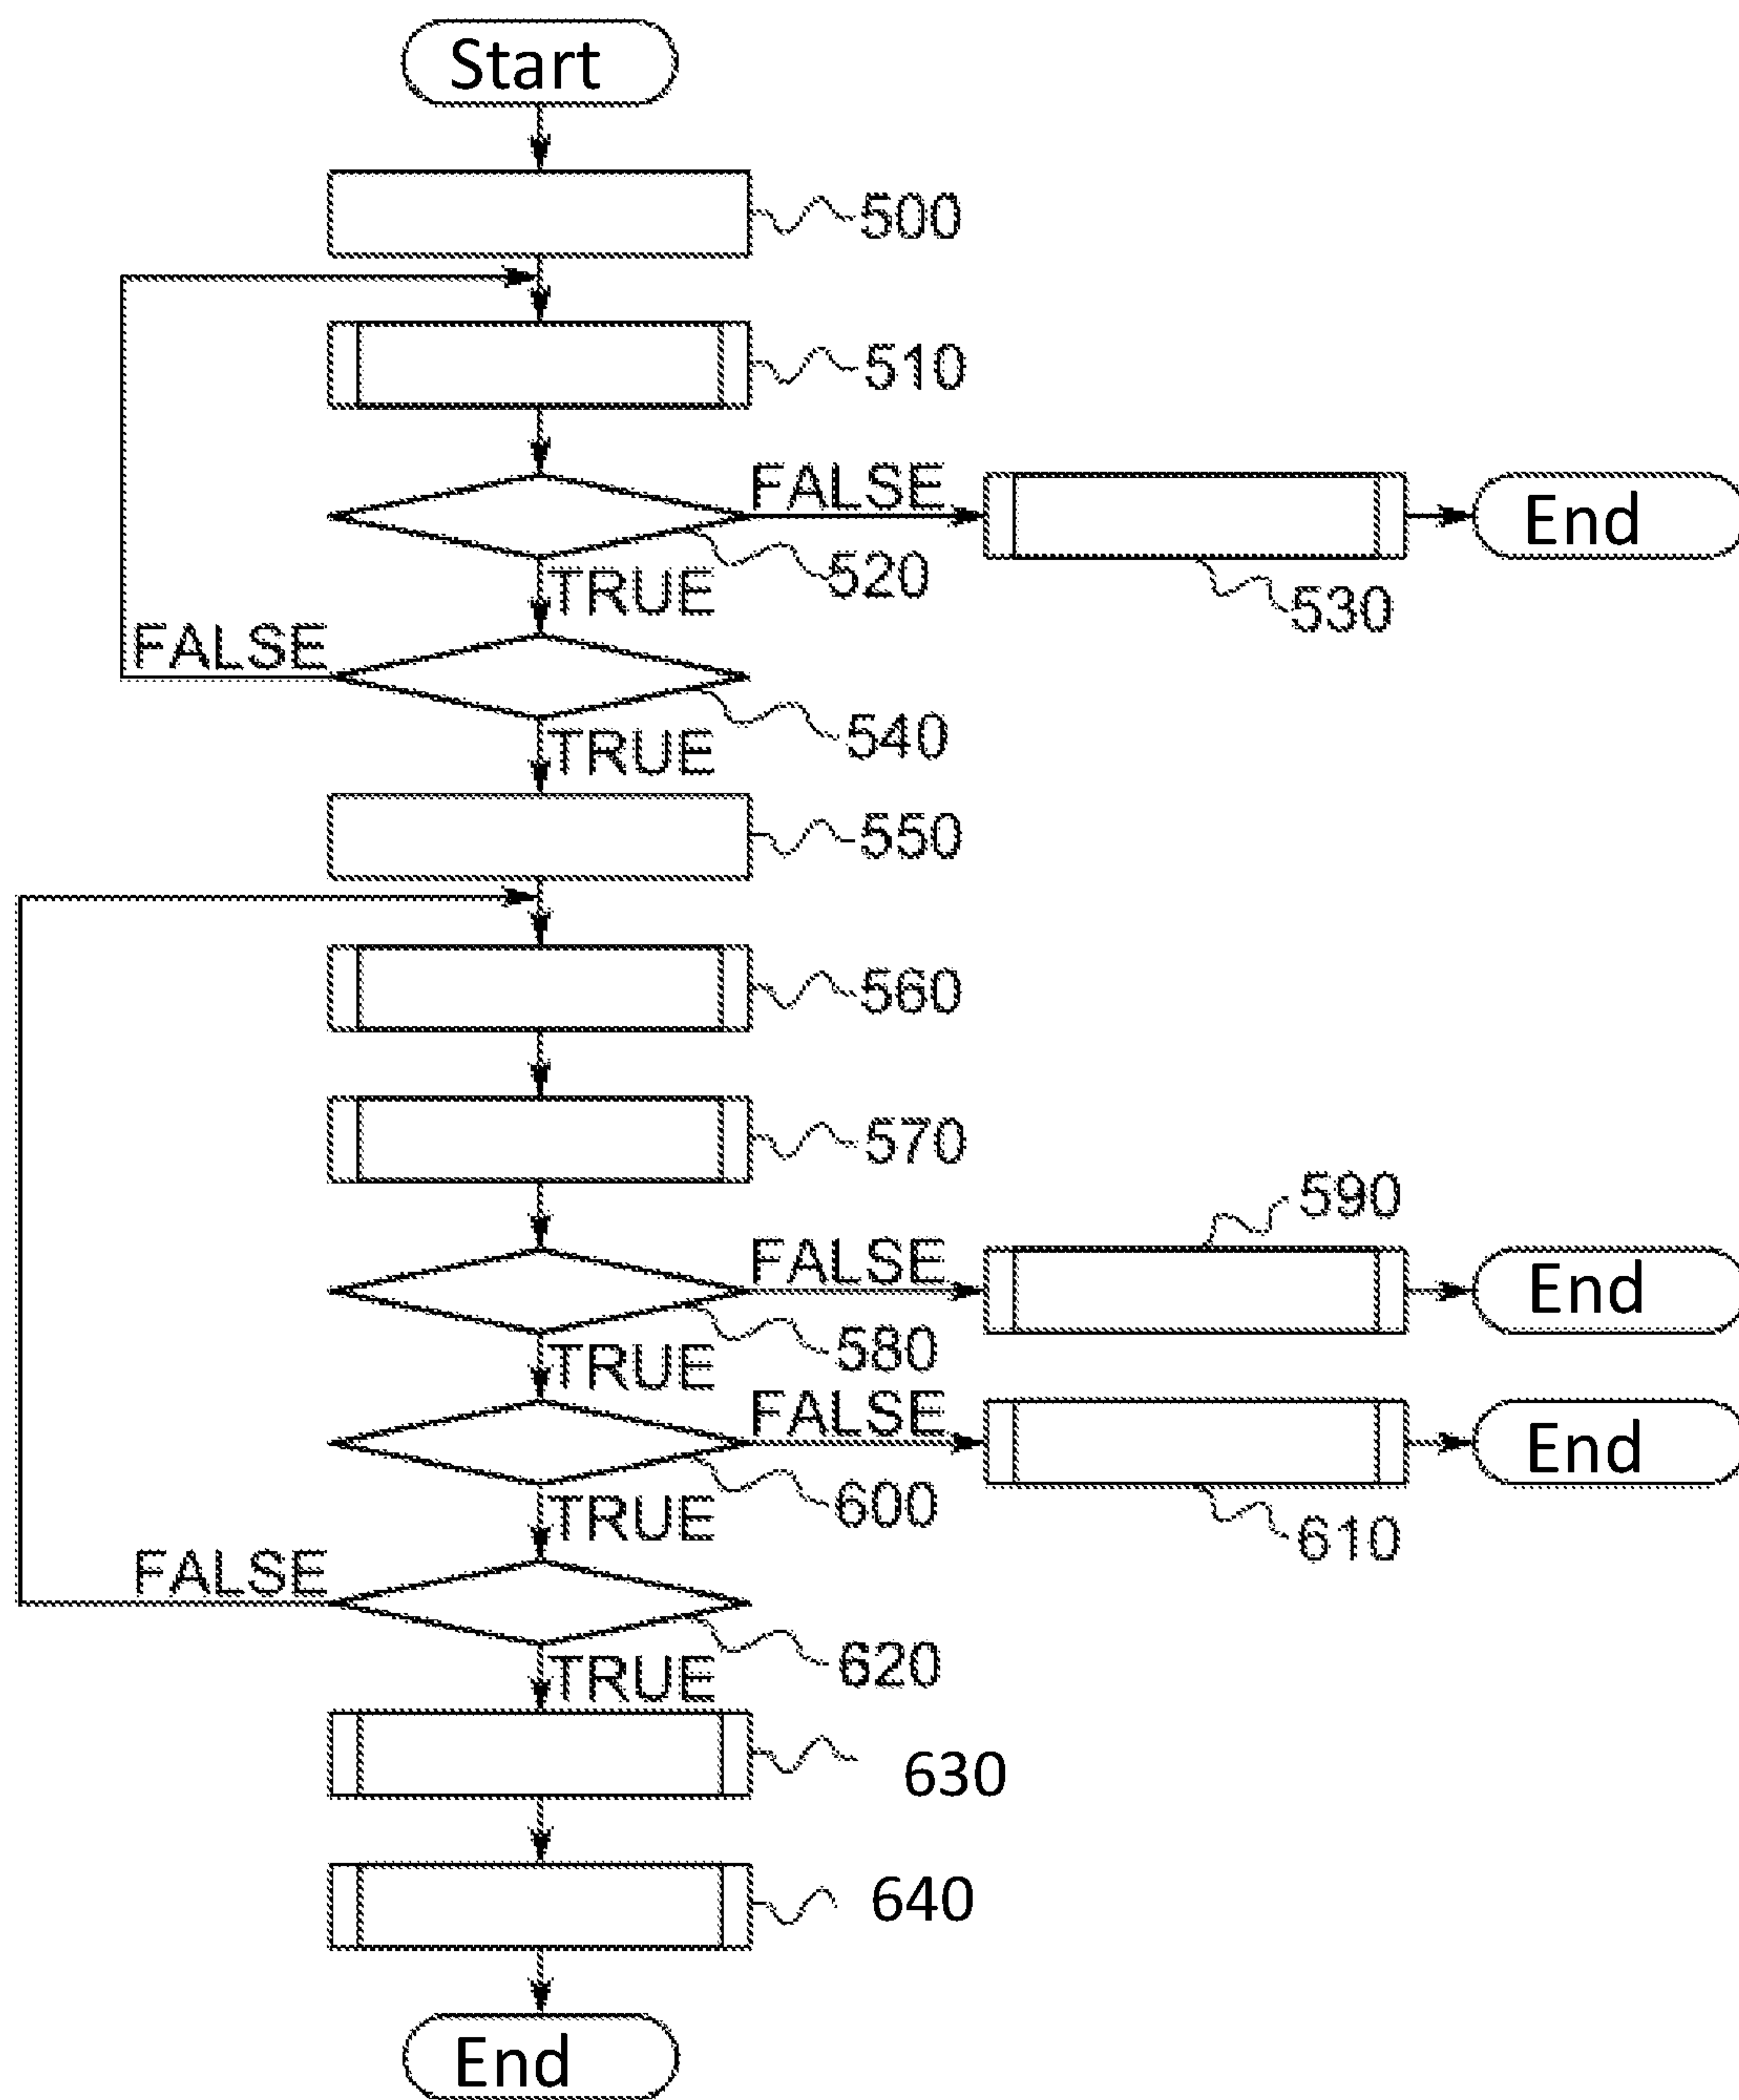 Start
500
510
FALSE
End
520
530
TRUE
FALSE
540
TRUE
550
560
570
590
FALSE
End
580
TRUE
FALSE
End
600
610
TRUE
FALSE
620
TRUE
630
640
End